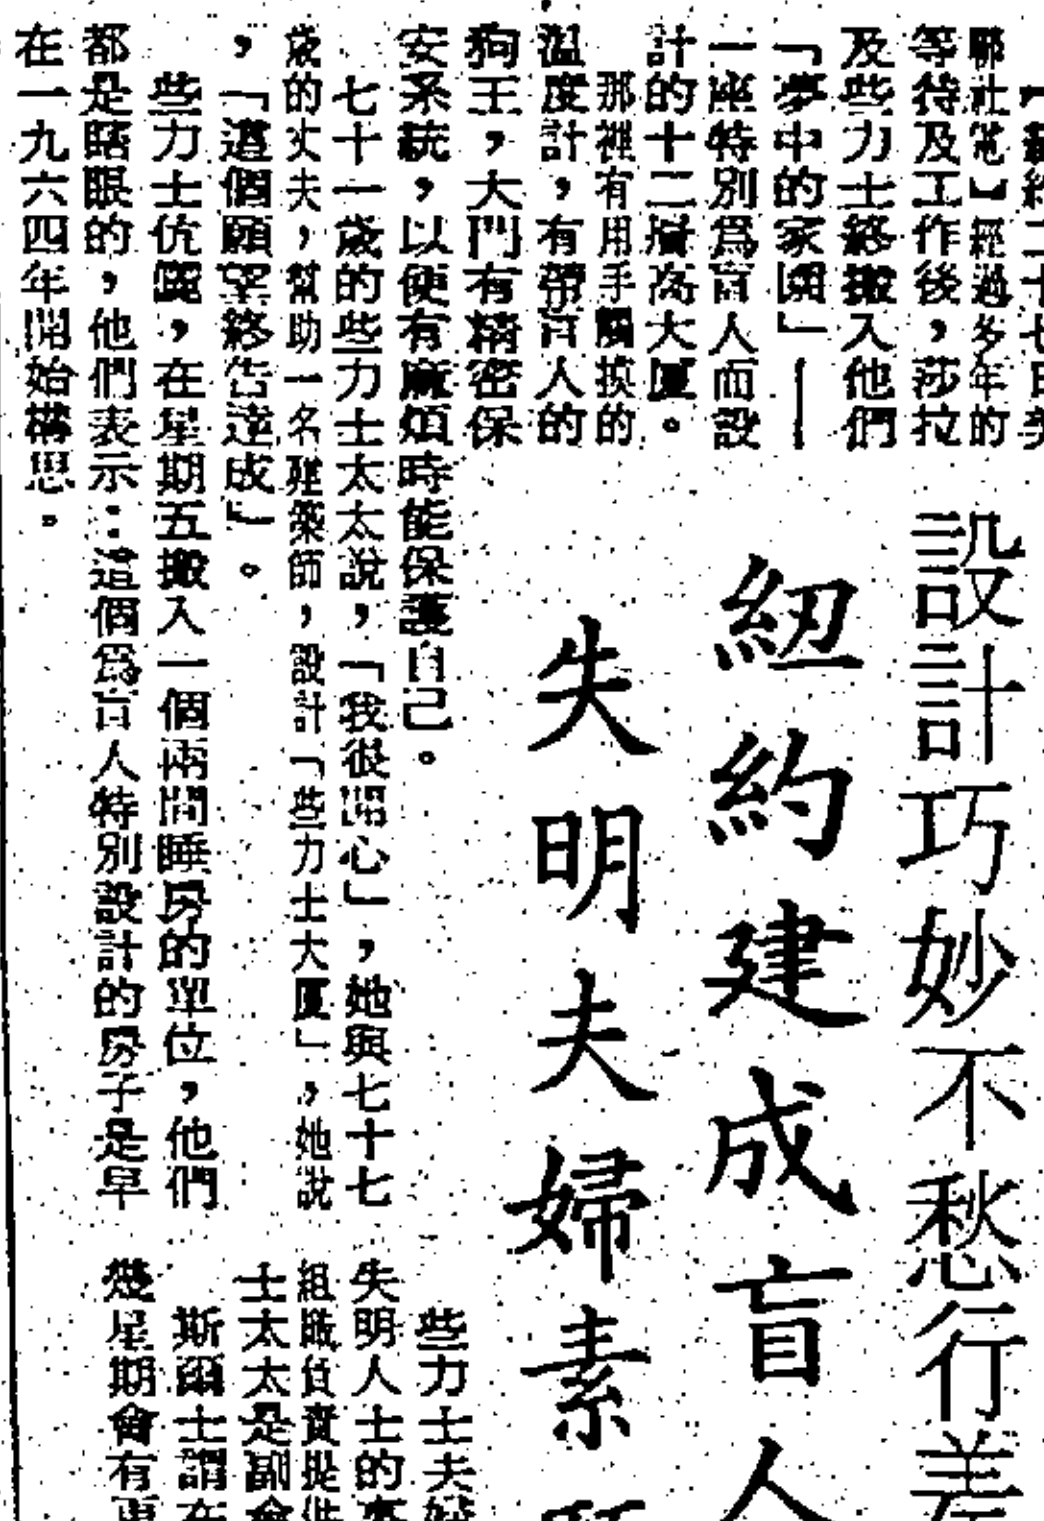 設計巧妙不愁行差
紐約建成盲人
失明夫婦素
紐約二十七日美
聯社電】經過多年的
等待及工作後，莎拉
及些力士終搬入他們
「夢中的家園」——
一座特別為盲人而設
計的十二層高大厦。
那裡有用手觸摸的
溫度計，有帶盲人的
狗王，大門有精密保
安系統，以便有麻煩時能保護自己。
七十一歲的些力士太太說，「我很開心」，她與七十七
歲的丈夫，幫助一名建築師，設計「些力士大厦」，她說
，「這個願望終告達成」。
些力士伉儷，在星期五搬入一個兩間睡房的單位，他們
都是瞎眼的，他們表示：這個為盲人特別設計的房子是早
在一九六四年開始構思。
些力士夫婦
失明人士的
組織負責提供
士太太是副會
斯爾士謂在
幾星期會有